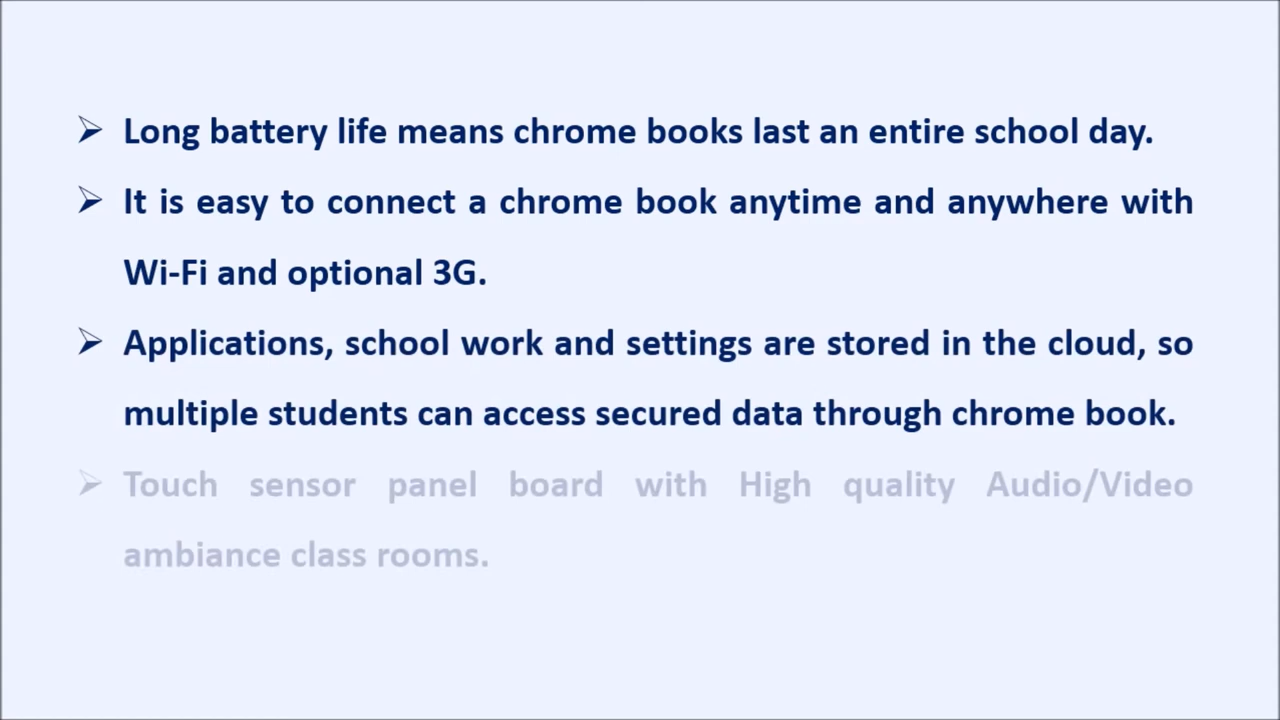 Long battery life means chrome books last an entire school day.
It is easy to connect a chrome book anytime and anywhere with
Wi-Fi and optional 3G.
Applications, school work and settings are stored in the cloud, so
multiple students can access secured data through chrome book.
Touch sensor panel board with High quality Audio/Video
ambiance class rooms.